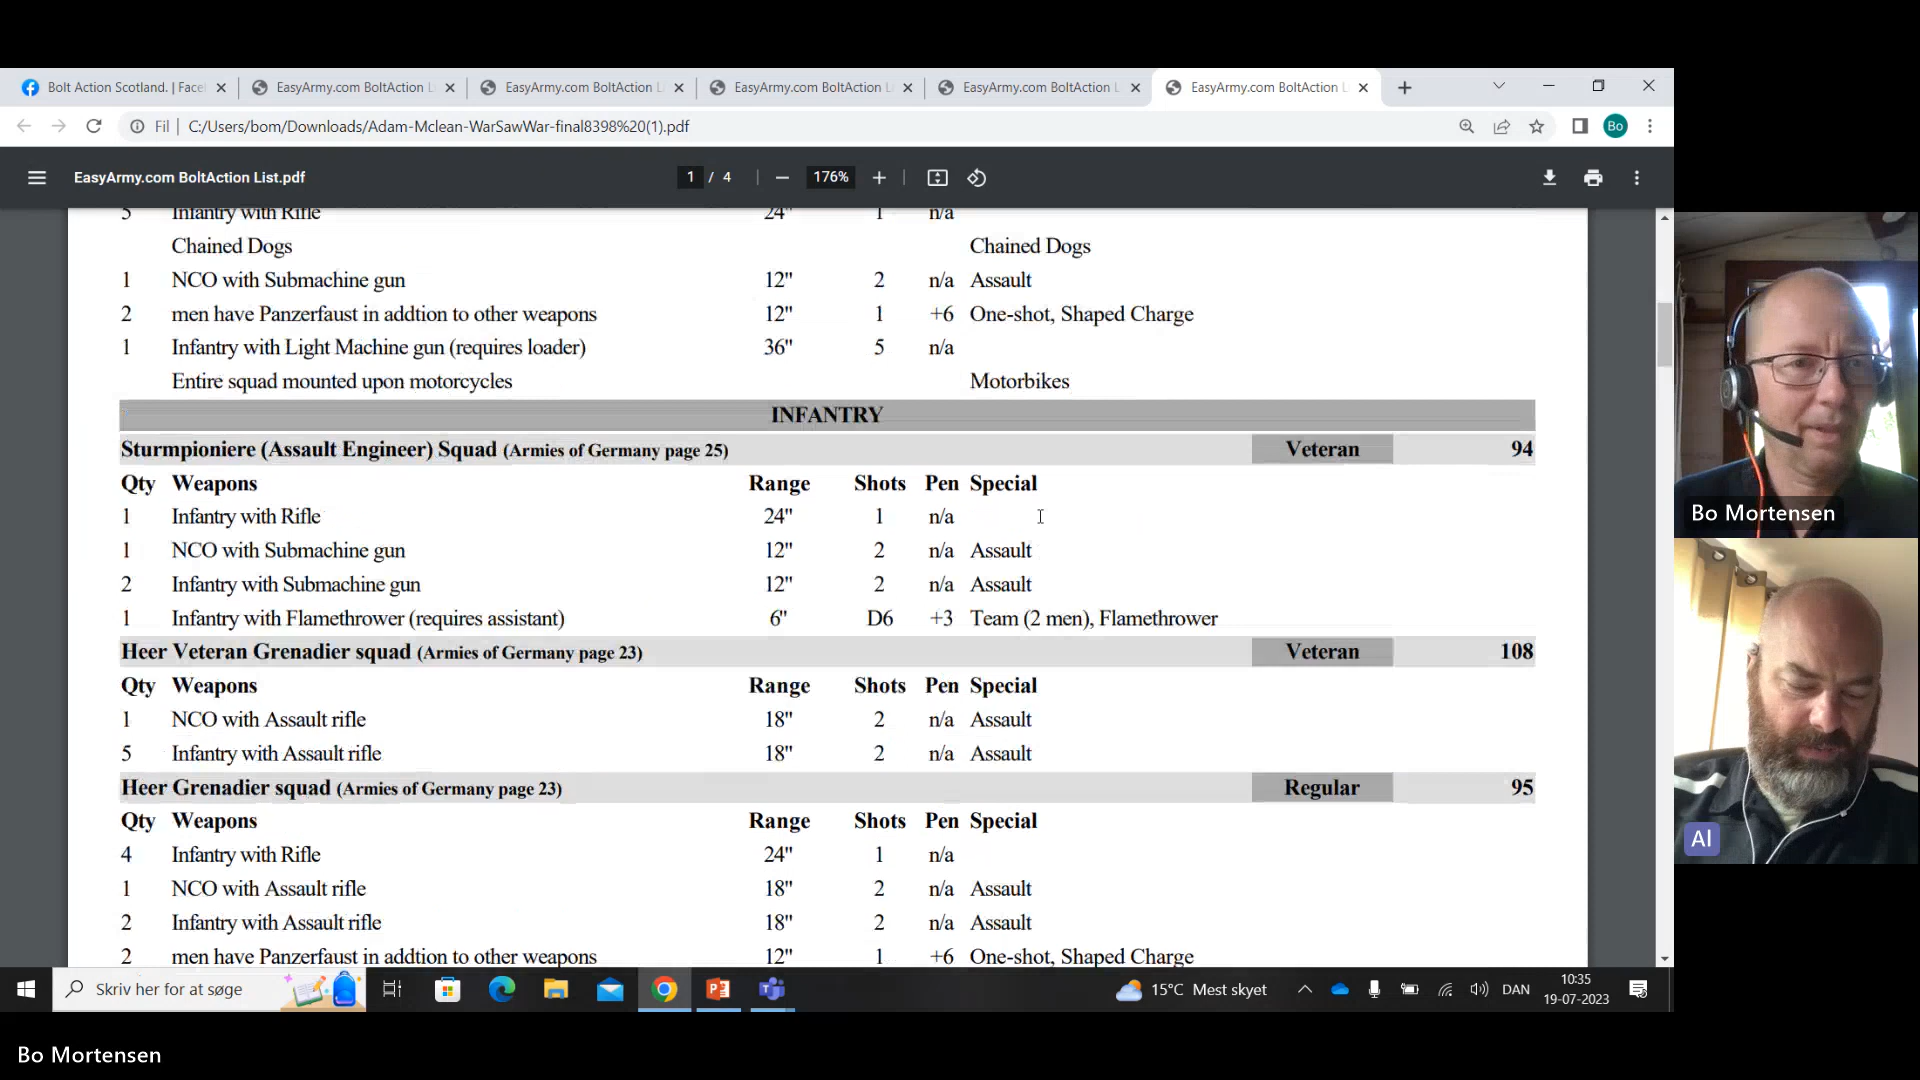 Bolt Action Scotland. | Face
EasyArmy.com BoltAction L
EasyArmy.com BoltAction L
EasyArmy.com BoltAction L
EasyArmy.com BoltAction L
EasyArmy.com BoltAction L
Fil C:/Users/bom/Downloads/Adam-Mclean-WarSawWar-final8398%20(1).pdf
Bo
EasyArmy.com BoltAction List.pdf 1 / 4 176%
5 Infantry with Rifle 24" 1 n/a
Chained Dogs Chained Dogs
1 NCO with Submachine gun 12" 2 n/a Assault
2 men have Panzerfaust in addtion to other weapons 12" 1 +6 One-shot, Shaped Charge
1 Infantry with Light Machine gun (requires loader) 36" 5 n/a
Entire squad mounted upon motorcycles Motorbikes
INFANTRY
Sturmpioniere (Assault Engineer) Squad (Armies of Germany page 25) Veteran 94
Qty Weapons Range Shots Pen Special
1 Infantry with Rifle 24" 1 n/a
1 NCO with Submachine gun 12" 2 n/a Assault
2 Infantry with Submachine gun 12" 2 n/a Assault
1 Infantry with Flamethrower (requires assistant) 6" D6 +3 Team (2 men), Flamethrower
Heer Veteran Grenadier squad (Armies of Germany page 23) Veteran 108
Qty Weapons Range Shots Pen Special
1 NCO with Assault rifle 18" 2 n/a Assault
5 Infantry with Assault rifle 18" 2 n/a Assault
Heer Grenadier squad (Armies of Germany page 23) Regular 95
Qty Weapons Range Shots Pen Special
4 Infantry with Rifle 24" 1 n/a
1 NCO with Assault rifle 18" 2 n/a Assault
2 Infantry with Assault rifle 18" 2 n/a Assault
2 men have Panzerfaust in addtion to other weapons 12" 1 +6 One-shot, Shaped Charge
Skriv her for at søge
15°C Mest skyet
DAN
10:35
19-07-2023
Bo Mortensen
Al
Bo Mortensen